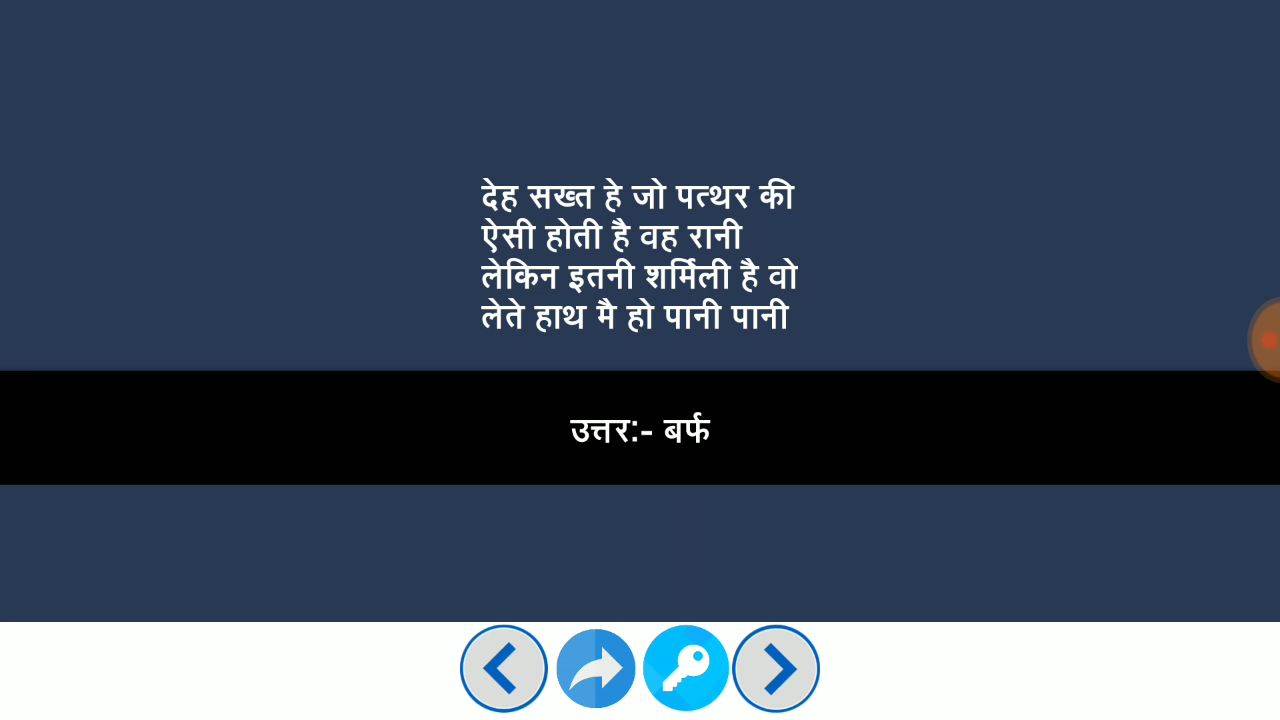 देह सख्त हे जो पत्थर की
ऐसी होती है वह रानी
लेकिन इतनी शर्मिली है वो
लेते हाथ मै हो पानी पानी
उत्तर:- बर्फ